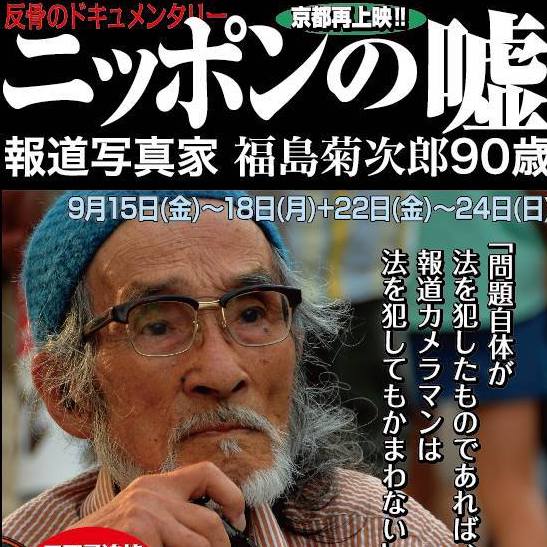 反骨のドキュメンタリー
京都再上映!!
ニッポンの嘘
報道写真家 福島菊次郎90歳
9月15日(金)～18日(月)+22日(金)～24日(日)
「問題自体が
法を犯したものであれば
報道カメラマンは
法を犯してもかまわない」